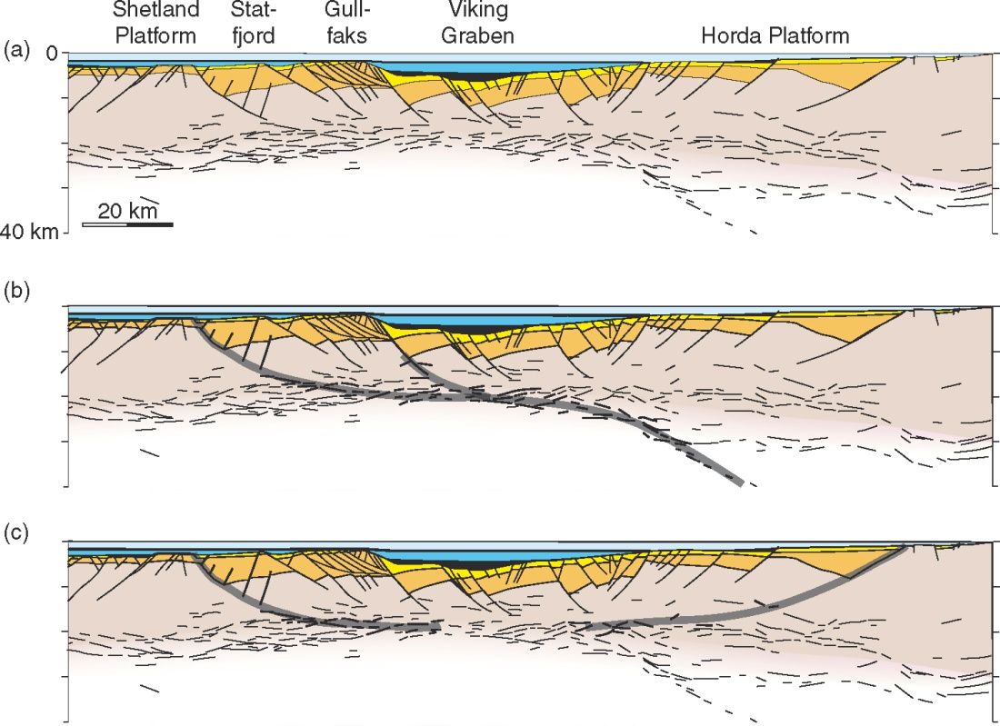 Shetland
Platform
Stat-
fjord
Gull-
faks
Viking
Graben
Horda Platform
(a)
0
20 km
40 km
(b)
(c)